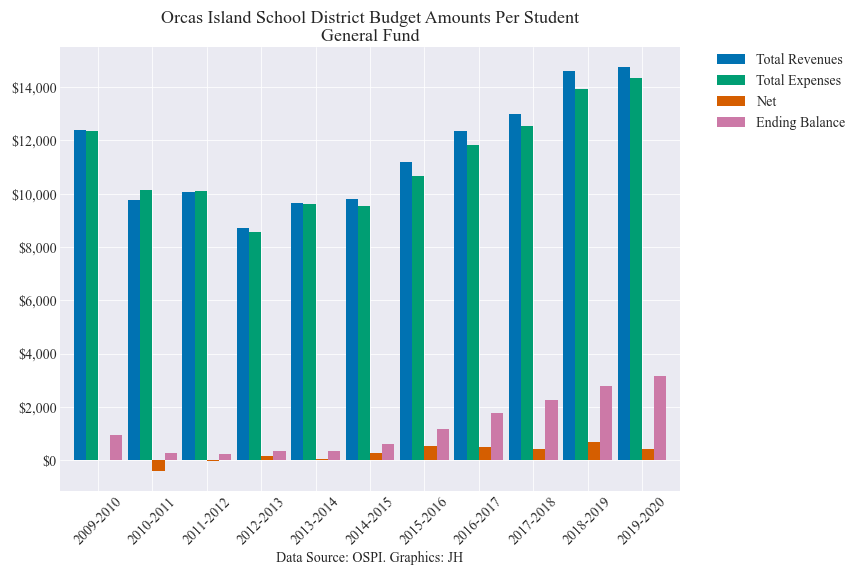 Orcas Island School District Budget Amounts Per Student
General Fund
Total Revenues
Total Expenses
Net
Ending Balance
$14,000
$12,000
$10,000
$8,000
$6,000
$4,000
$2,000
$0
2009-2010
2010-2011
2011-2012
2012-2013
2013-2014
2014-2015
2015-2016
2016-2017
2017-2018
2018-2019
2019-2020
Data Source: OSPI. Graphics: JH